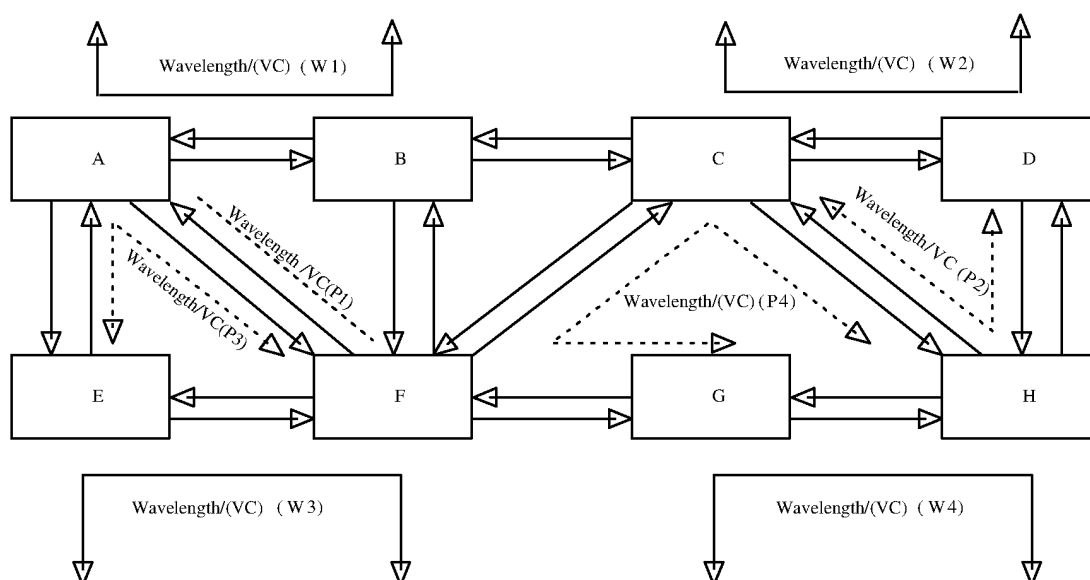 Wavelength/(VC) (W1)
Wavelength/(VC) (W2)
A
B
C
D
Wavelength /VC(P1)
Wavelength/VC(P3)
Wavelength/(VC) (P4)
Wavelength/VC (P2)
E
F
G
H
Wavelength/(VC) (W3)
Wavelength/(VC) (W4)